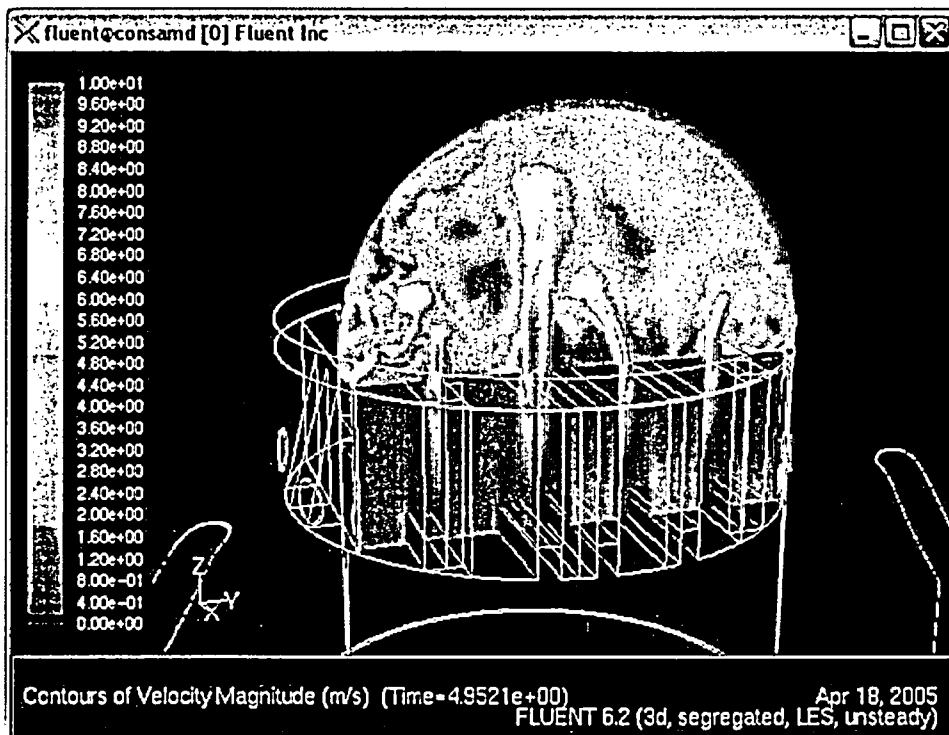 fluent@consamd [0] Fluent Inc
1.00e+01
9.60e+00
9.20e+00
8.80e+00
8.40e+00
8.00e+00
7.60e+00
7.20e+00
6.80e+00
6.40e+00
6.00e+00
5.60e+00
5.20e+00
4.80e+00
4.40e+00
4.00e+00
3.60e+00
3.20e+00
2.80e+00
2.40e+00
2.00e+00
1.60e+00
1.20e+00
8.00e-01
4.00e-01
0.00e+00
Z
Y
X
Contours of Velocity Magnitude (m/s) (Time=4.9521e+00)
Apr 18, 2005
FLUENT 6.2 (3d, segregated, LES, unsteady)